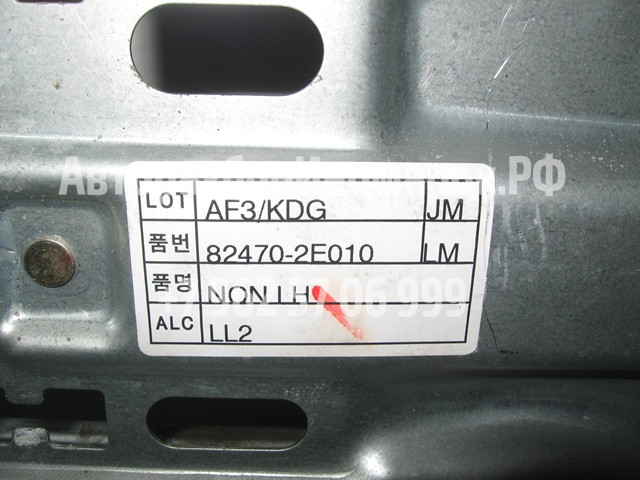 LOT AF3/KDG JM
품번 82470-2E010 LM
품명 NON LH
ALC LL2